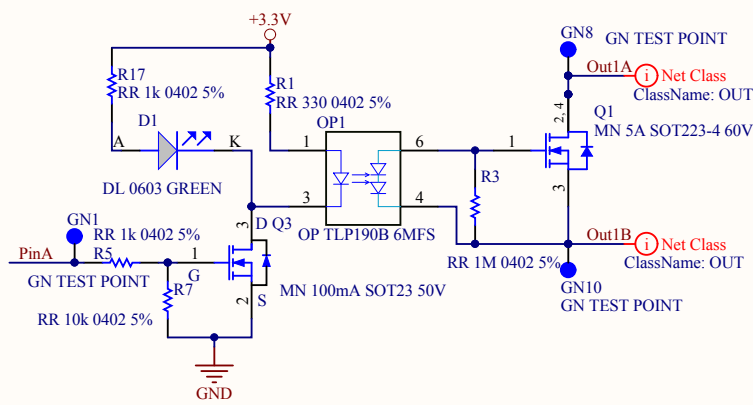 +3.3V
GN8
GN TEST POINT
Out1A
i Net Class
ClassName: OUT
R17
RR 1k 0402 5%
R1
RR 330 0402 5%
D1
A
K
DL 0603 GREEN
OP1
1
6
3
4
OP TLP190B 6MFS
2, 4
Q1
MN 5A SOT223-4 60V
1
3
R3
RR 1M 0402 5%
Out1B
i Net Class
ClassName: OUT
GN10
GN TEST POINT
GN1
PinA
RR 1k 0402 5%
R5
GN TEST POINT
3
D Q3
1
G
R7
RR 10k 0402 5%
2
S
MN 100mA SOT23 50V
GND